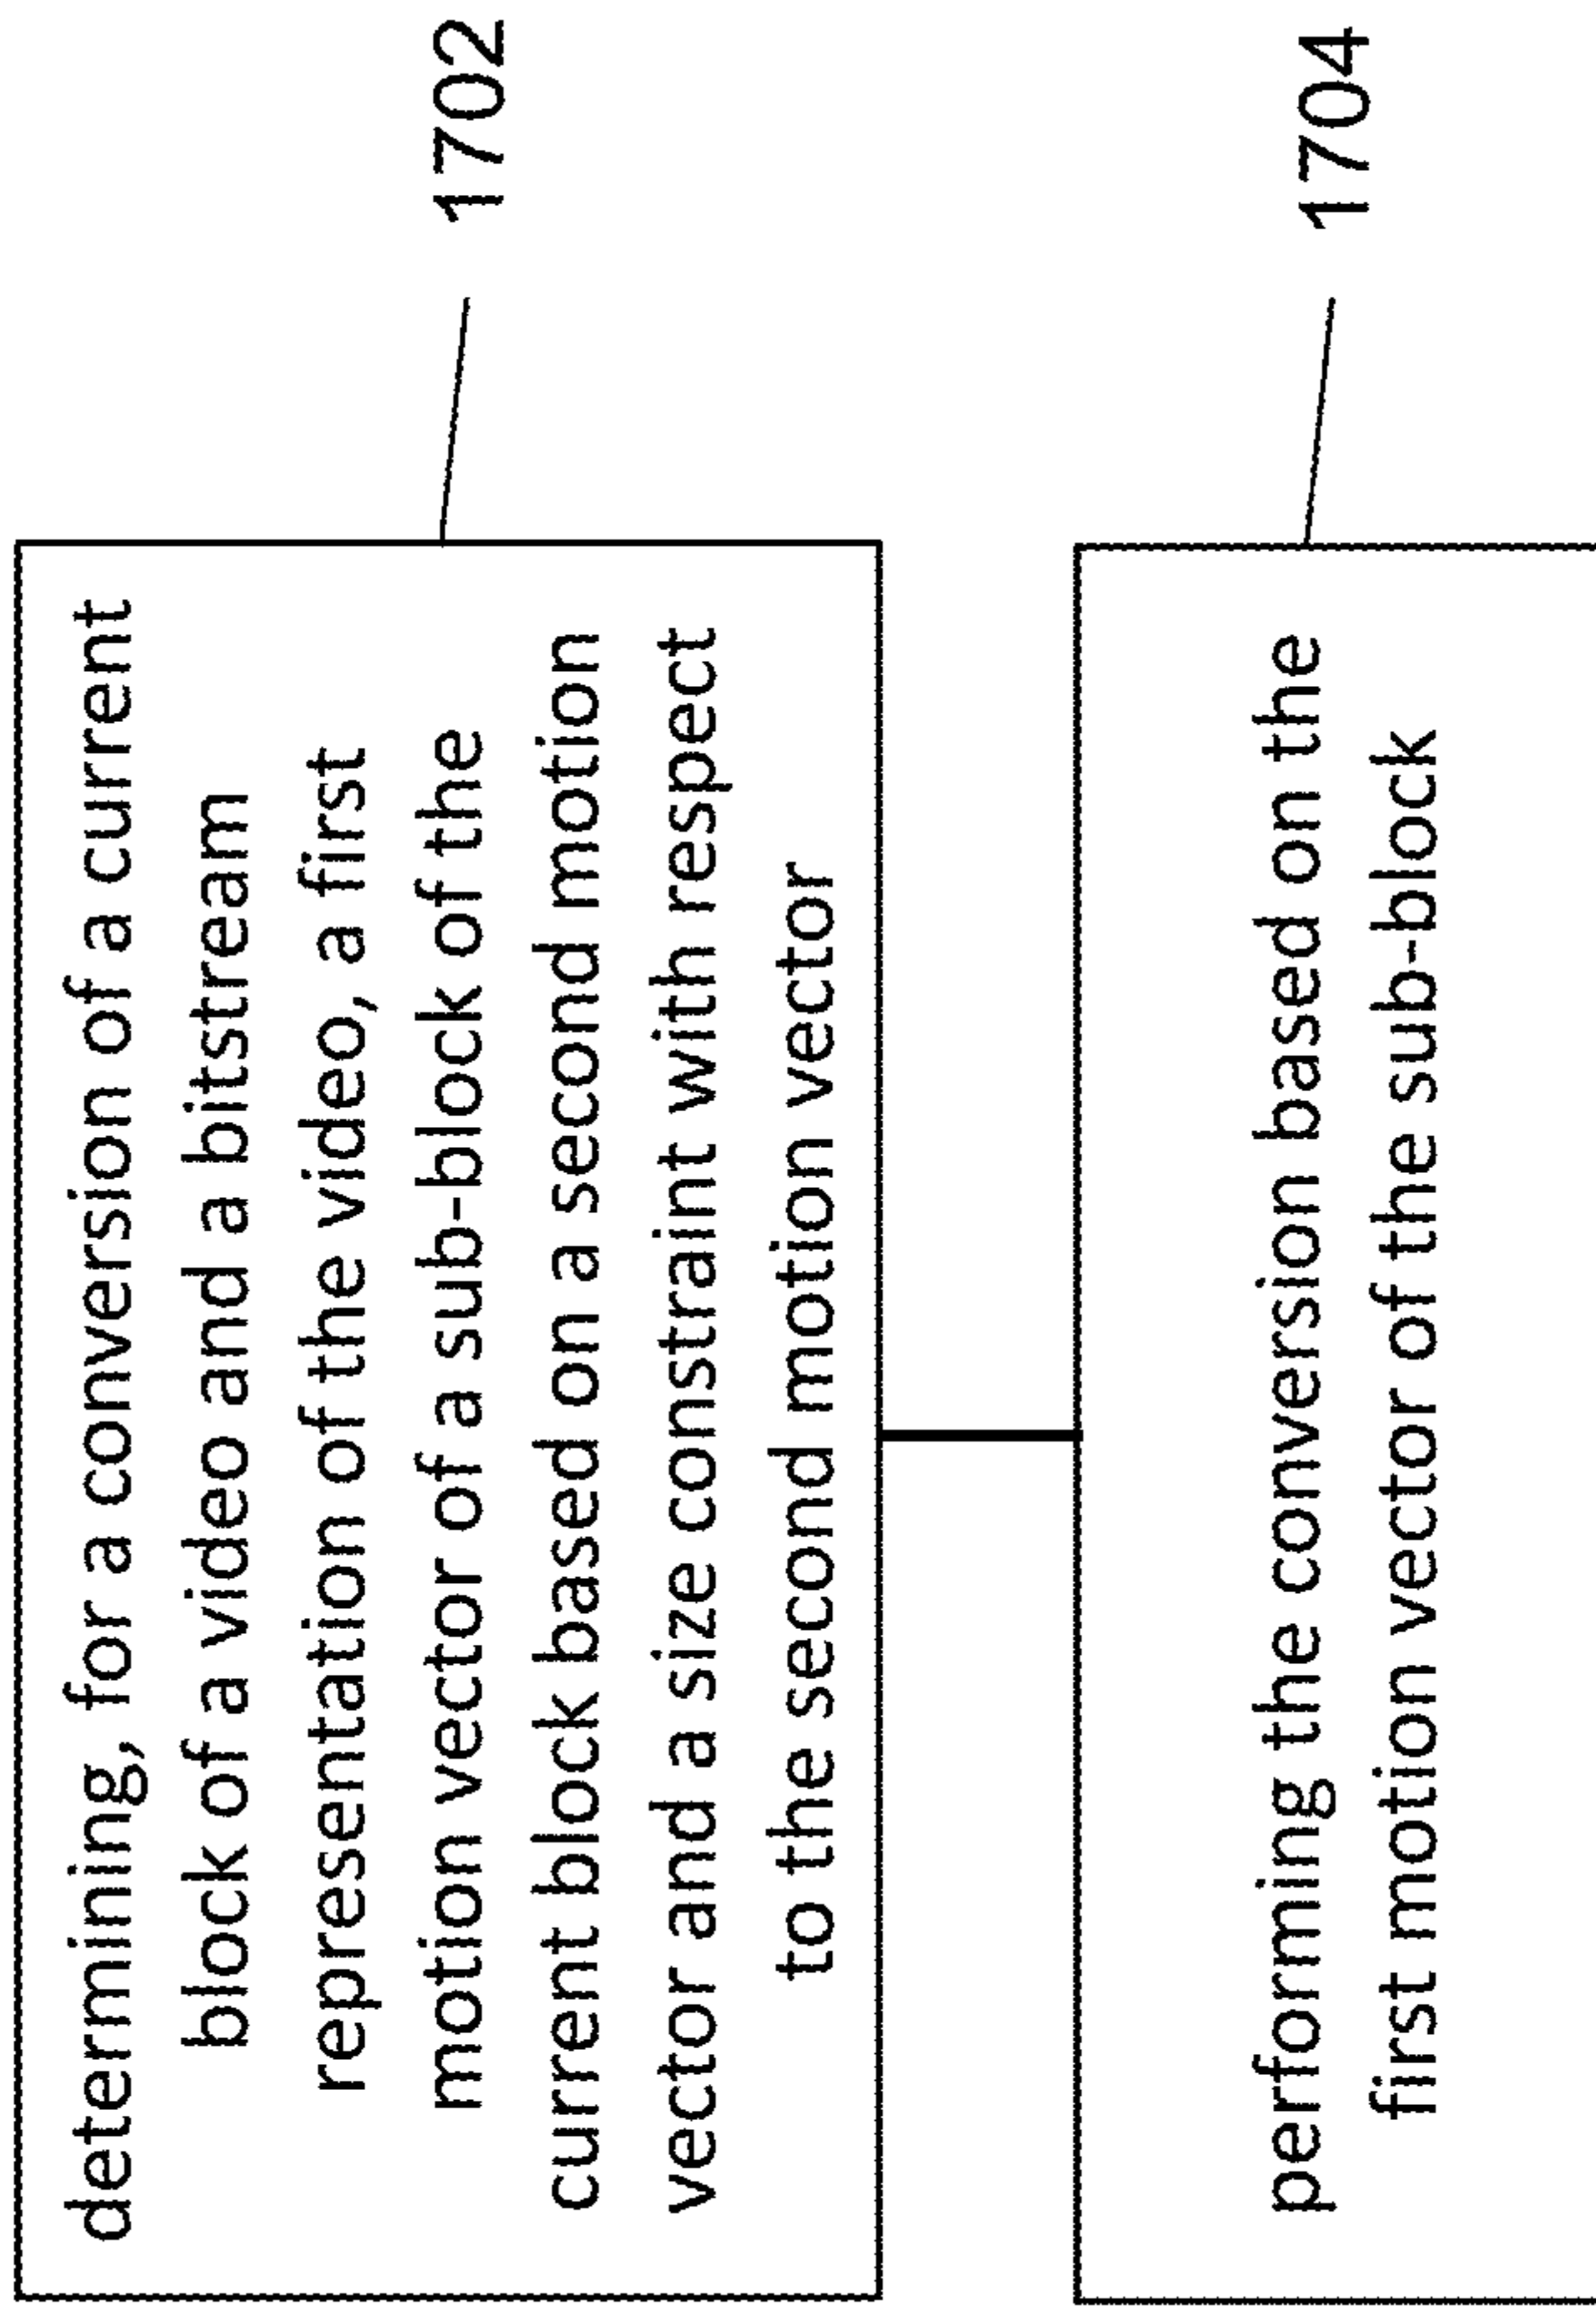 determining, for a conversion of a current
block of a video and a bitstream
representation of the video, a first
motion vector of a sub-block of the
current block based on a second motion
vector and a size constraint with respect
to the second motion vector
1702
performing the conversion based on the
first motion vector of the sub-block
1704